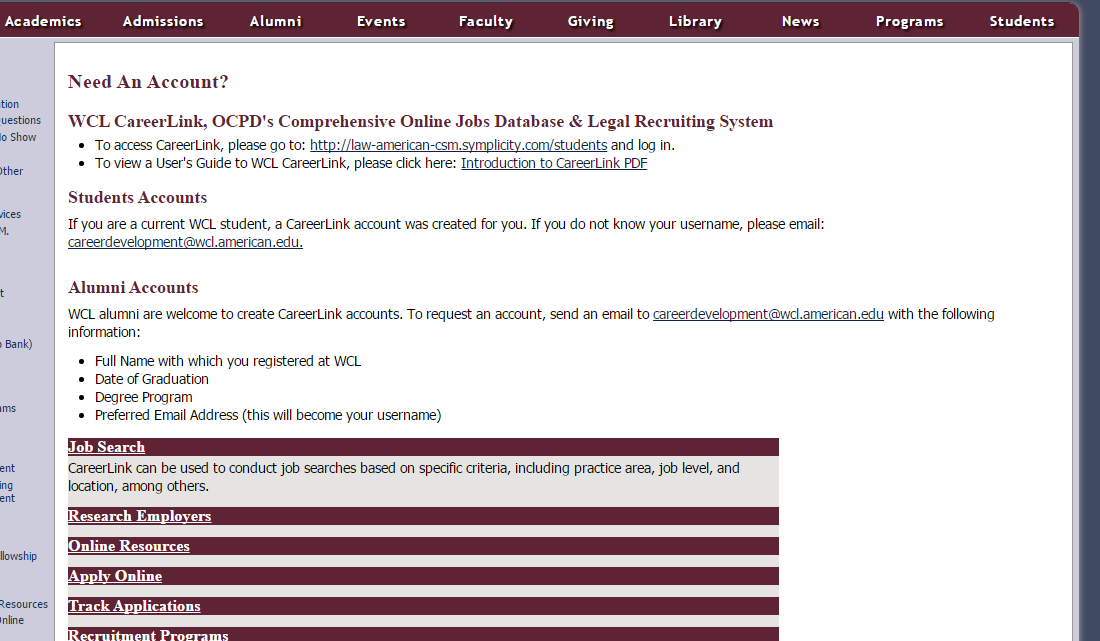 Academics Admissions Alumni Events Faculty Giving Library News Programs Students
tion
uestions
o Show
Other
vices
M.
t
Bank)
ms
ent
ing
ent
llowship
Resources
nline
Need An Account?
WCL CareerLink, OCPD's Comprehensive Online Jobs Database & Legal Recruiting System
• To access CareerLink, please go to: http://law-american-csm.symplicity.com/students and log in.
• To view a User's Guide to WCL CareerLink, please click here: Introduction to CareerLink PDF
Students Accounts
If you are a current WCL student, a CareerLink account was created for you. If you do not know your username, please email:
careerdevelopment@wcl.american.edu.
Alumni Accounts
WCL alumni are welcome to create CareerLink accounts. To request an account, send an email to careerdevelopment@wcl.american.edu with the following
information:
• Full Name with which you registered at WCL
• Date of Graduation
• Degree Program
• Preferred Email Address (this will become your username)
Job Search
CareerLink can be used to conduct job searches based on specific criteria, including practice area, job level, and
location, among others.
Research Employers
Online Resources
Apply Online
Track Applications
Recruitment Programs